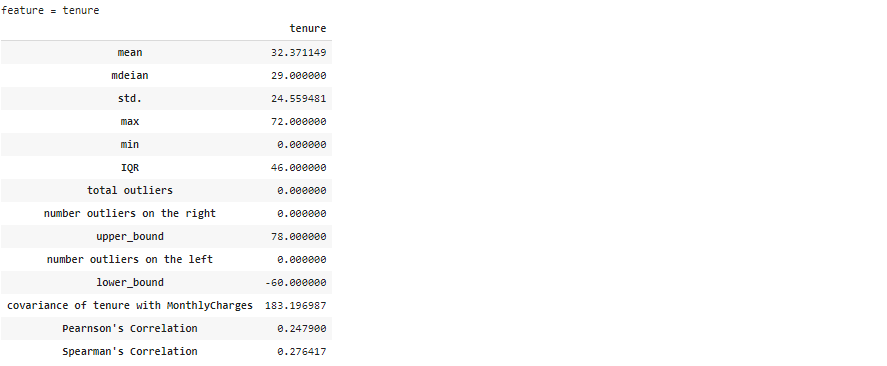 feature = tenure
tenure
mean 32.371149
mdeian 29.000000
std. 24.559481
max 72.000000
min 0.000000
IQR 46.000000
total outliers 0.000000
number outliers on the right 0.000000
upper_bound 78.000000
number outliers on the left 0.000000
lower_bound -60.000000
covariance of tenure with MonthlyCharges 183.196987
Pearnson's Correlation 0.247900
Spearman's Correlation 0.276417